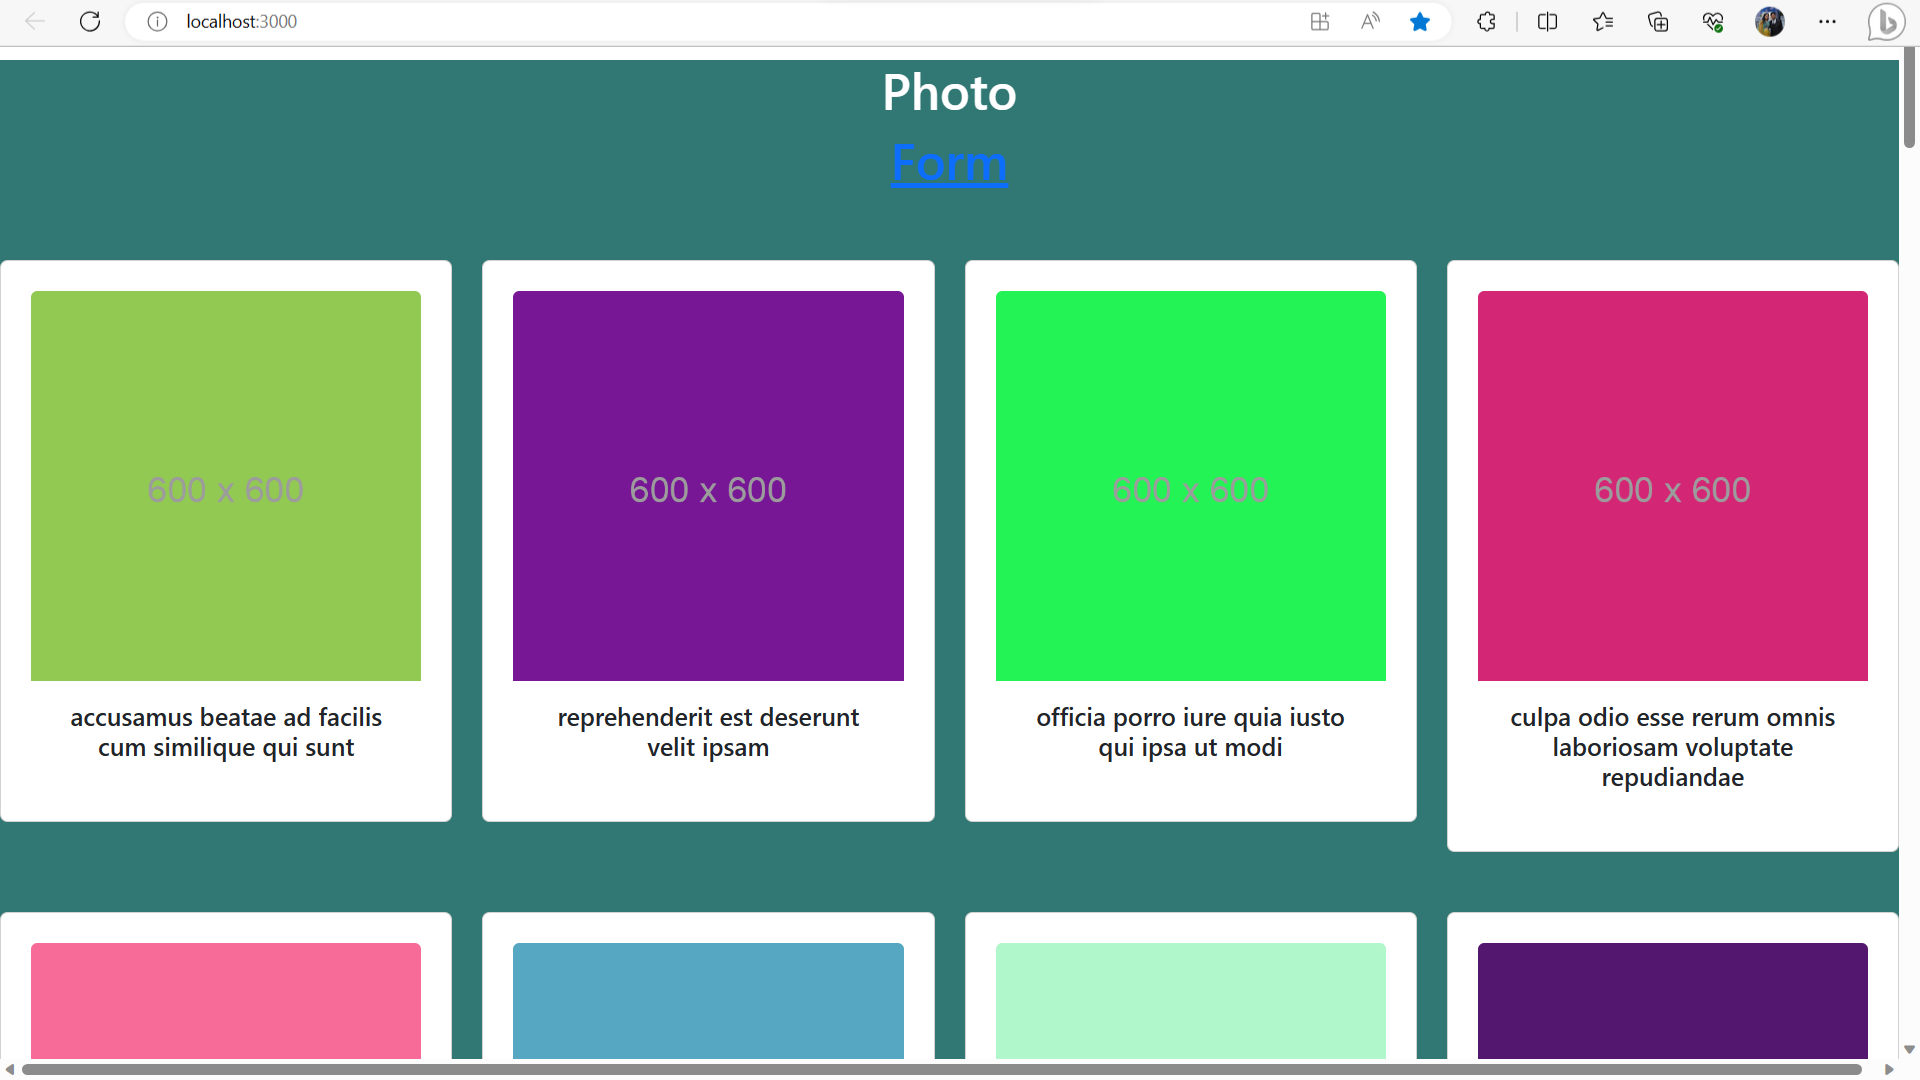 localhost:3000
Photo
Form
600 x 600
600 x 600
600 x 600
600 x 600
accusamus beatae ad facilis
cum similique qui sunt
reprehenderit est deserunt
velit ipsam
officia porro iure quia iusto
qui ipsa ut modi
culpa odio esse rerum omnis
laboriosam voluptate
repudiandae